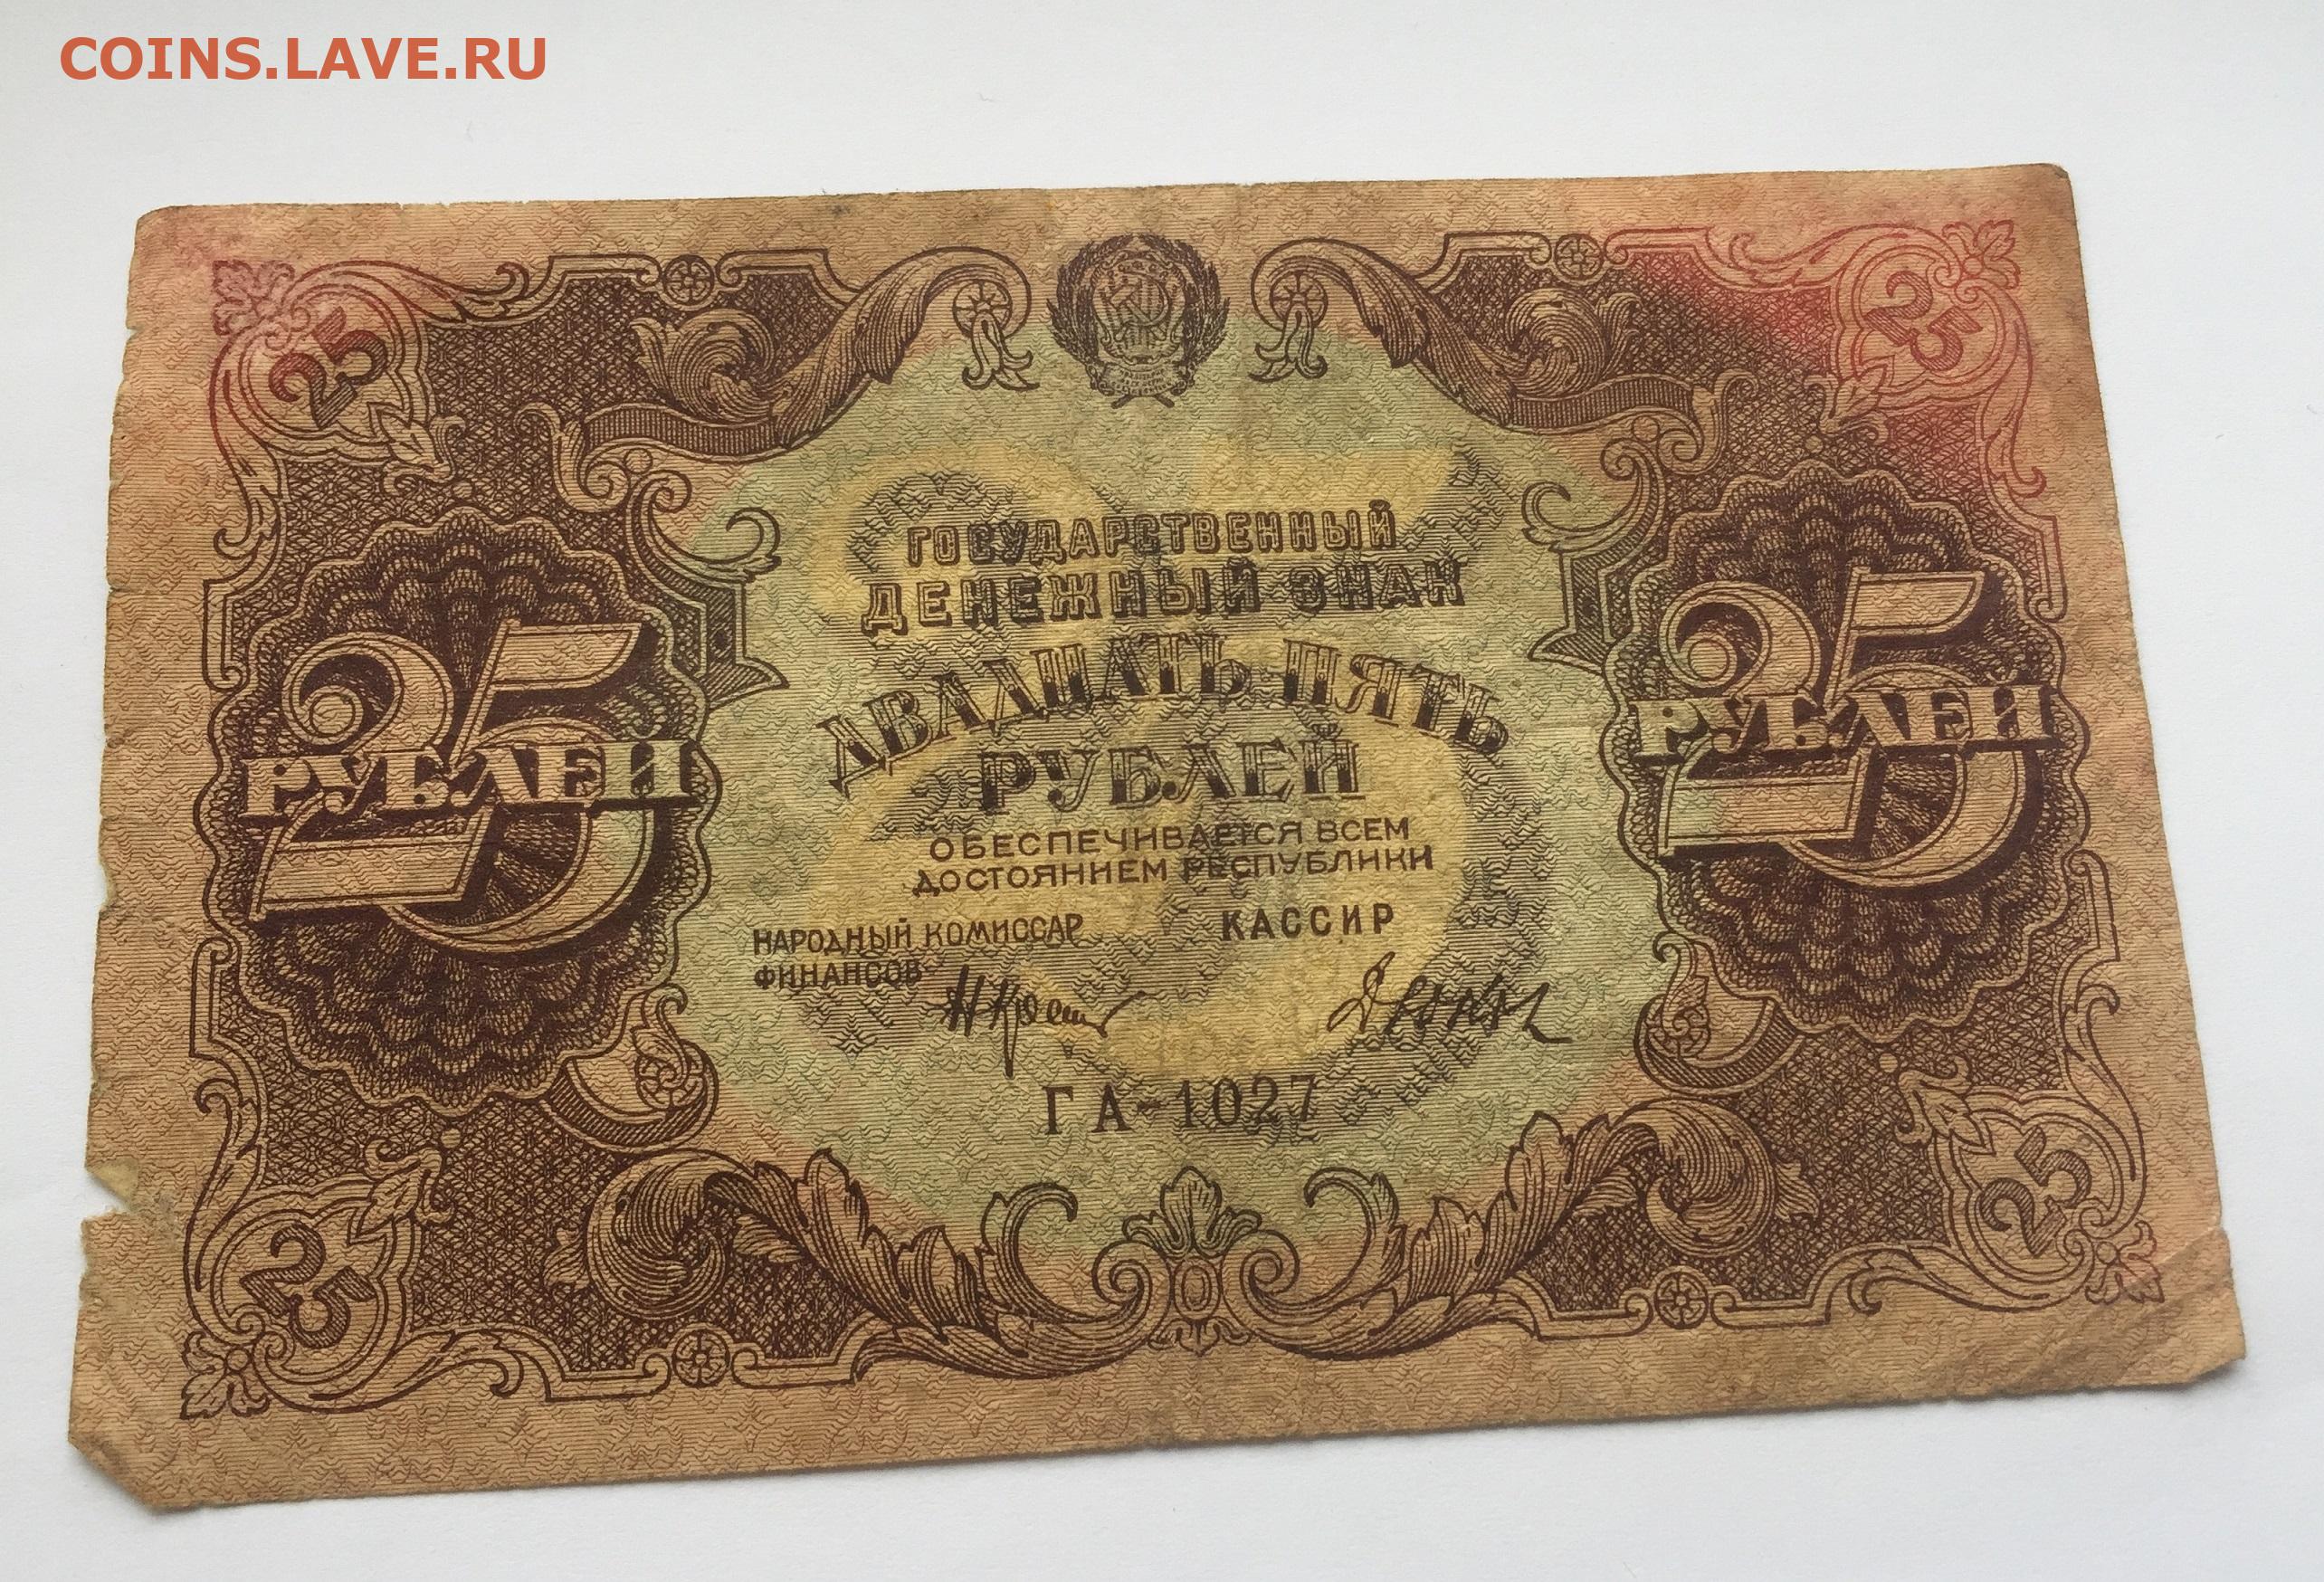 COINS.LAVE.RU
25
25
ГОСУДАРСТВЕННЫЙ
ДЕНЕЖНЫЙ ЗНАК
ДВАДЦАТЬ ПЯТЬ
РУБЛЕЙ
25
РУБЛЕЙ
25
РУБЛЕЙ
ОБЕСПЕЧИВАЕТСЯ ВСЕМ
ДОСТОЯНИЕМ РЕСПУБЛИКИ
НАРОДНЫЙ КОМИССАР
ФИНАНСОВ
КАССИР
ГА-1027
25
25